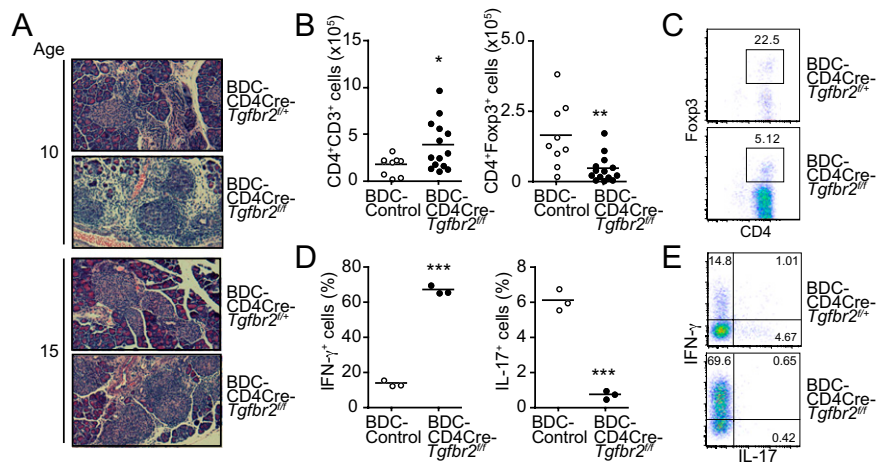 A
Age
10
15
BDC-
CD4Cre-
Tgfbr2f/+
BDC-
CD4Cre-
Tgfbr2f/f
BDC-
CD4Cre-
Tgfbr2f/+
BDC-
CD4Cre-
Tgfbr2f/f
B
CD4⁺CD3⁺ cells (x10⁵)
15
10
5
0
*
BDC-
Control
BDC-
CD4Cre-
Tgfbr2f/f
CD4⁺Foxp3⁺ cells (x10⁵)
5.0
2.5
0
**
BDC-
Control
BDC-
CD4Cre-
Tgfbr2f/f
C
22.5
5.12
Foxp3
CD4
BDC-
CD4Cre-
Tgfbr2f/+
BDC-
CD4Cre-
Tgfbr2f/f
D
IFN-γ⁺ cells (%)
80
60
40
20
0
***
BDC-
Control
BDC-
CD4Cre-
Tgfbr2f/f
IL-17⁺ cells (%)
8
6
4
2
0
***
BDC-
Control
BDC-
CD4Cre-
Tgfbr2f/f
E
14.8 1.01
4.67
69.6 0.65
0.42
IFN-γ
IL-17
BDC-
CD4Cre-
Tgfbr2f/+
BDC-
CD4Cre-
Tgfbr2f/f